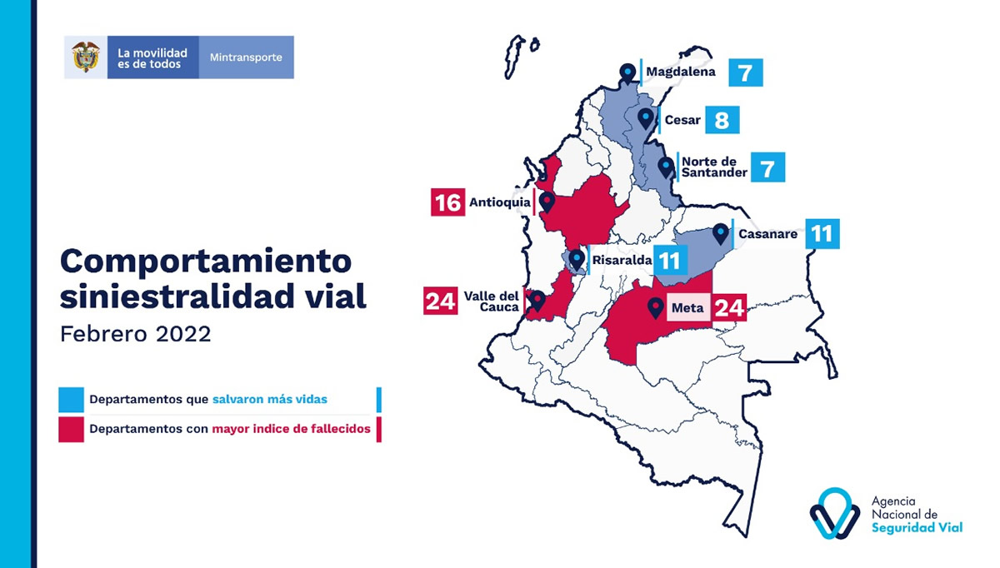 La movilidad
es de todos
Mintransporte
Comportamiento
siniestralidad vial
Febrero 2022
Departamentos que salvaron más vidas
Departamentos con mayor indice de fallecidos
Magdalena 7
Cesar 8
Norte de
Santander 7
16 Antioquia
Casanare 11
Risaralda 11
24 Valle del
Cauca
Meta 24
Agencia
Nacional de
Seguridad Vial